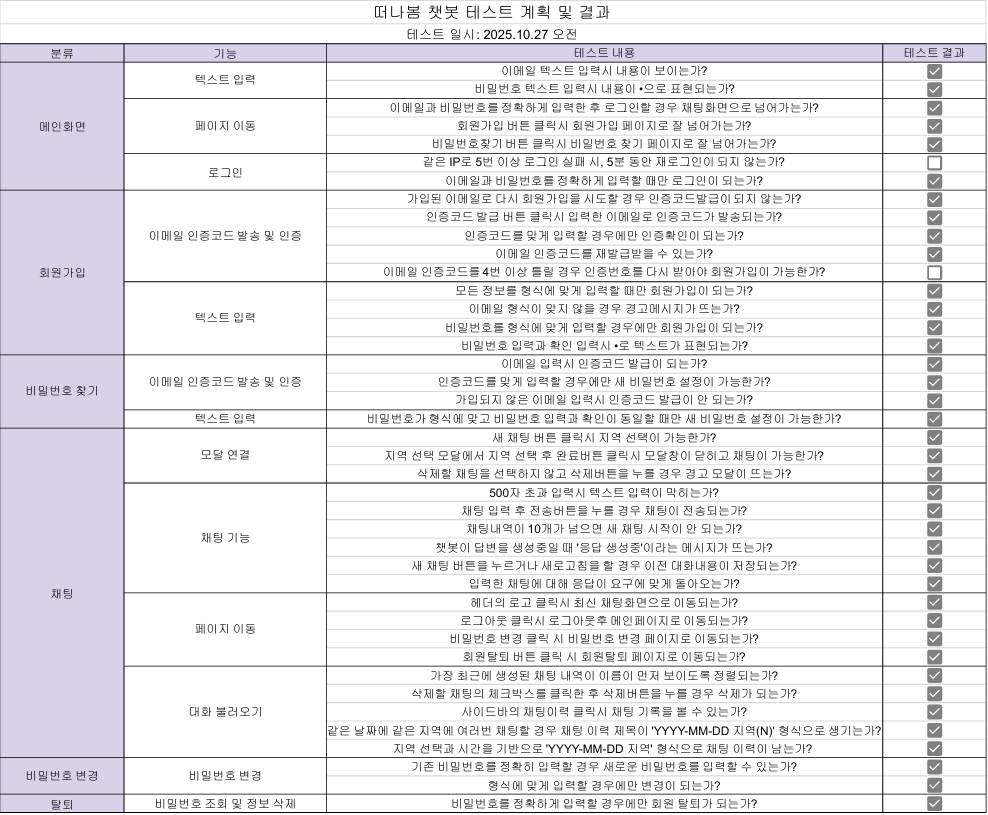 떠나봄 챗봇 테스트 계획 및 결과
테스트 일시: 2025.10.27 오전
분류 기능 테스트 내용 테스트 결과
메인화면
텍스트 입력
이메일 텍스트 입력시 내용이 보이는가?
비밀번호 텍스트 입력시 내용이 •으로 표현되는가?
페이지 이동
이메일과 비밀번호를 정확하게 입력한 후 로그인할 경우 채팅화면으로 넘어가는가?
회원가입 버튼 클릭시 회원가입 페이지로 잘 넘어가는가?
비밀번호찾기 버튼 클릭시 비밀번호 찾기 페이지로 잘 넘어가는가?
로그인
같은 IP로 5번 이상 로그인 실패 시, 5분 동안 재로그인이 되지 않는가?
이메일과 비밀번호를 정확하게 입력할 때만 로그인이 되는가?
회원가입
이메일 인증코드 발송 및 인증
가입된 이메일로 다시 회원가입을 시도할 경우 인증코드발급이 되지 않는가?
인증코드 발급 버튼 클릭시 입력한 이메일로 인증코드가 발송되는가?
인증코드를 맞게 입력할 경우에만 인증확인이 되는가?
이메일 인증코드를 재발급받을 수 있는가?
이메일 인증코드를 4번 이상 틀릴 경우 인증번호를 다시 받아야 회원가입이 가능한가?
텍스트 입력
모든 정보를 형식에 맞게 입력할 때만 회원가입이 되는가?
이메일 형식이 맞지 않을 경우 경고메시지가 뜨는가?
비밀번호를 형식에 맞게 입력할 경우에만 회원가입이 되는가?
비밀번호 입력과 확인 입력시 •로 텍스트가 표현되는가?
비밀번호 찾기
이메일 인증코드 발송 및 인증
이메일 입력시 인증코드 발급이 되는가?
인증코드를 맞게 입력할 경우에만 새 비밀번호 설정이 가능한가?
가입되지 않은 이메일 입력시 인증코드 발급이 안 되는가?
텍스트 입력
비밀번호가 형식에 맞고 비밀번호 입력과 확인이 동일할 때만 새 비밀번호 설정이 가능한가?
채팅
모달 연결
새 채팅 버튼 클릭시 지역 선택이 가능한가?
지역 선택 모달에서 지역 선택 후 완료버튼 클릭시 모달창이 닫히고 채팅이 가능한가?
삭제할 채팅을 선택하지 않고 삭제버튼을 누를 경우 경고 모달이 뜨는가?
채팅 기능
500자 초과 입력시 텍스트 입력이 막히는가?
채팅 입력 후 전송버튼을 누를 경우 채팅이 전송되는가?
채팅내역이 10개가 넘으면 새 채팅 시작이 안 되는가?
챗봇이 답변을 생성중일 때 '응답 생성중'이라는 메시지가 뜨는가?
새 채팅 버튼을 누르거나 새로고침을 할 경우 이전 대화내용이 저장되는가?
입력한 채팅에 대해 응답이 요구에 맞게 돌아오는가?
페이지 이동
헤더의 로고 클릭시 최신 채팅화면으로 이동되는가?
로그아웃 클릭시 로그아웃후 메인페이지로 이동되는가?
비밀번호 변경 클릭 시 비밀번호 변경 페이지로 이동되는가?
회원탈퇴 버튼 클릭 시 회원탈퇴 페이지로 이동되는가?
대화 불러오기
가장 최근에 생성된 채팅 내역이 이름이 먼저 보이도록 정렬되는가?
삭제할 채팅의 체크박스를 클릭한 후 삭제버튼을 누를 경우 삭제가 되는가?
사이드바의 채팅이력 클릭시 채팅 기록을 볼 수 있는가?
같은 날짜에 같은 지역에 여러번 채팅할 경우 채팅 이력 제목이 'YYYY-MM-DD 지역(N)' 형식으로 생기는가?
지역 선택과 시간을 기반으로 'YYYY-MM-DD 지역' 형식으로 채팅 이력이 남는가?
비밀번호 변경
비밀번호 변경
기존 비밀번호를 정확히 입력할 경우 새로운 비밀번호를 입력할 수 있는가?
형식에 맞게 입력할 경우에만 변경이 되는가?
탈퇴
비밀번호 조회 및 정보 삭제
비밀번호를 정확하게 입력할 경우에만 회원 탈퇴가 되는가?